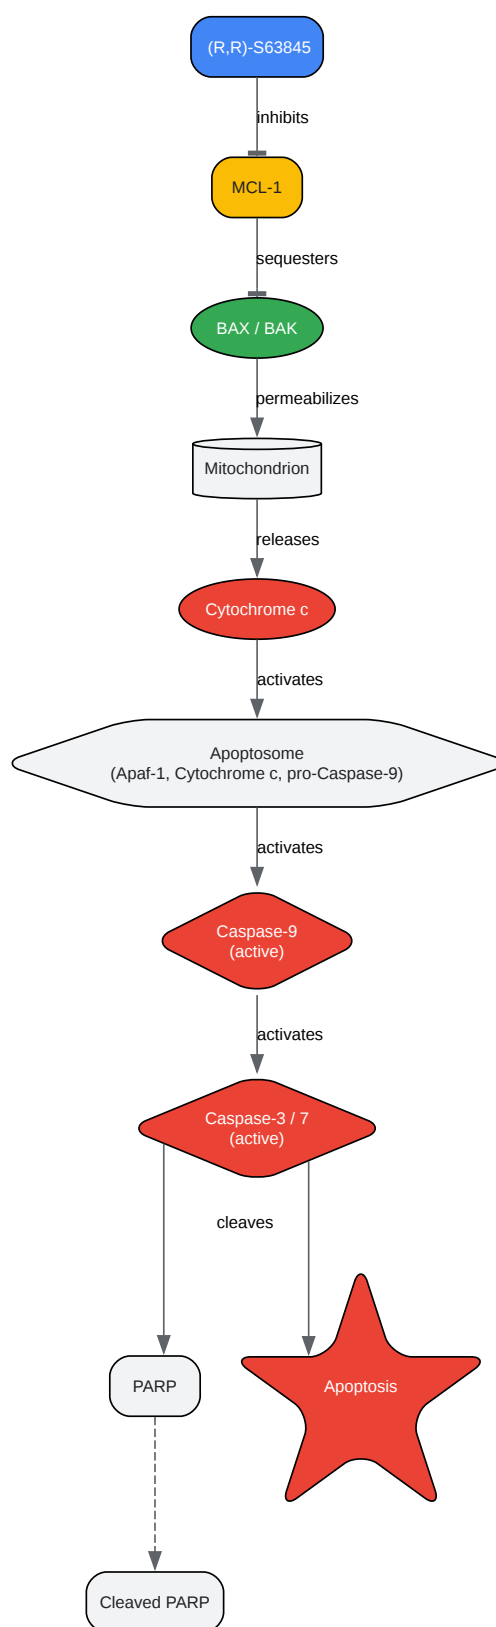 (R,R)-S63845
inhibits
MCL-1
sequesters
BAX / BAK
permeabilizes
Mitochondrion
releases
Cytochrome c
activates
Apoptosome
(Apaf-1, Cytochrome c, pro-Caspase-9)
activates
Caspase-9
(active)
activates
Caspase-3 / 7
(active)
cleaves
PARP
Apoptosis
Cleaved PARP